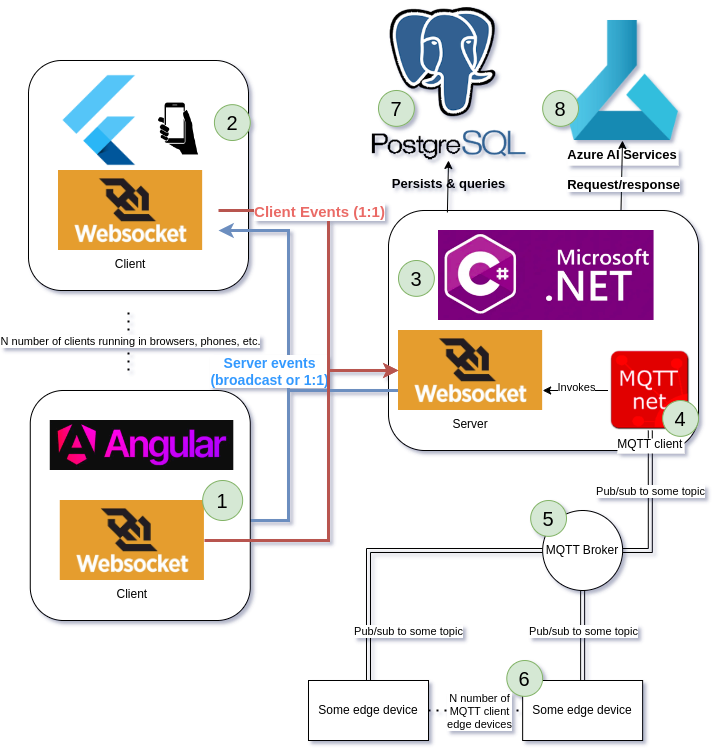 7
PostgreSQL
Persists & queries
8
Azure AI Services
Request/response
2
Websocket
Client
Client Events (1:1)
N number of clients running in browsers, phones, etc.
Server events
(broadcast or 1:1)
3
C#
Microsoft
.NET
Websocket
Server
Invokes
MQTT
net
4
MQTT client
Angular
1
Websocket
Client
Pub/sub to some topic
5
MQTT Broker
Pub/sub to some topic
Pub/sub to some topic
6
Some edge device
N number of
MQTT client
edge devices
Some edge device